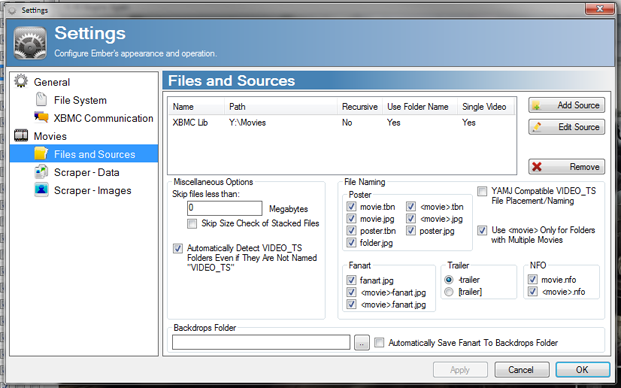 Settings
Settings
Configure Ember's appearance and operation.
General
File System
XBMC Communication
Movies
Files and Sources
Scraper - Data
Scraper - Images
Files and Sources
Name Path Recursive Use Folder Name Single Video
XBMC Lib Y:\Movies No Yes Yes
Add Source
Edit Source
Remove
Miscellaneous Options
Skip files less than:
0 Megabytes
Skip Size Check of Stacked Files
Automatically Detect VIDEO_TS
Folders Even if They Are Not Named
"VIDEO_TS"
File Naming
Poster
movie.tbn <movie>.tbn
movie.jpg <movie>.jpg
poster.tbn poster.jpg
folder.jpg
YAMJ Compatible VIDEO_TS
File Placement/Naming
Use <movie> Only for Folders
with Multiple Movies
Fanart
fanart.jpg
<movie>-fanart.jpg
<movie>.fanart.jpg
Trailer
-trailer
[trailer]
NFO
movie.nfo
<movie>.nfo
Backdrops Folder
..
Automatically Save Fanart To Backdrops Folder
Apply
Cancel
OK